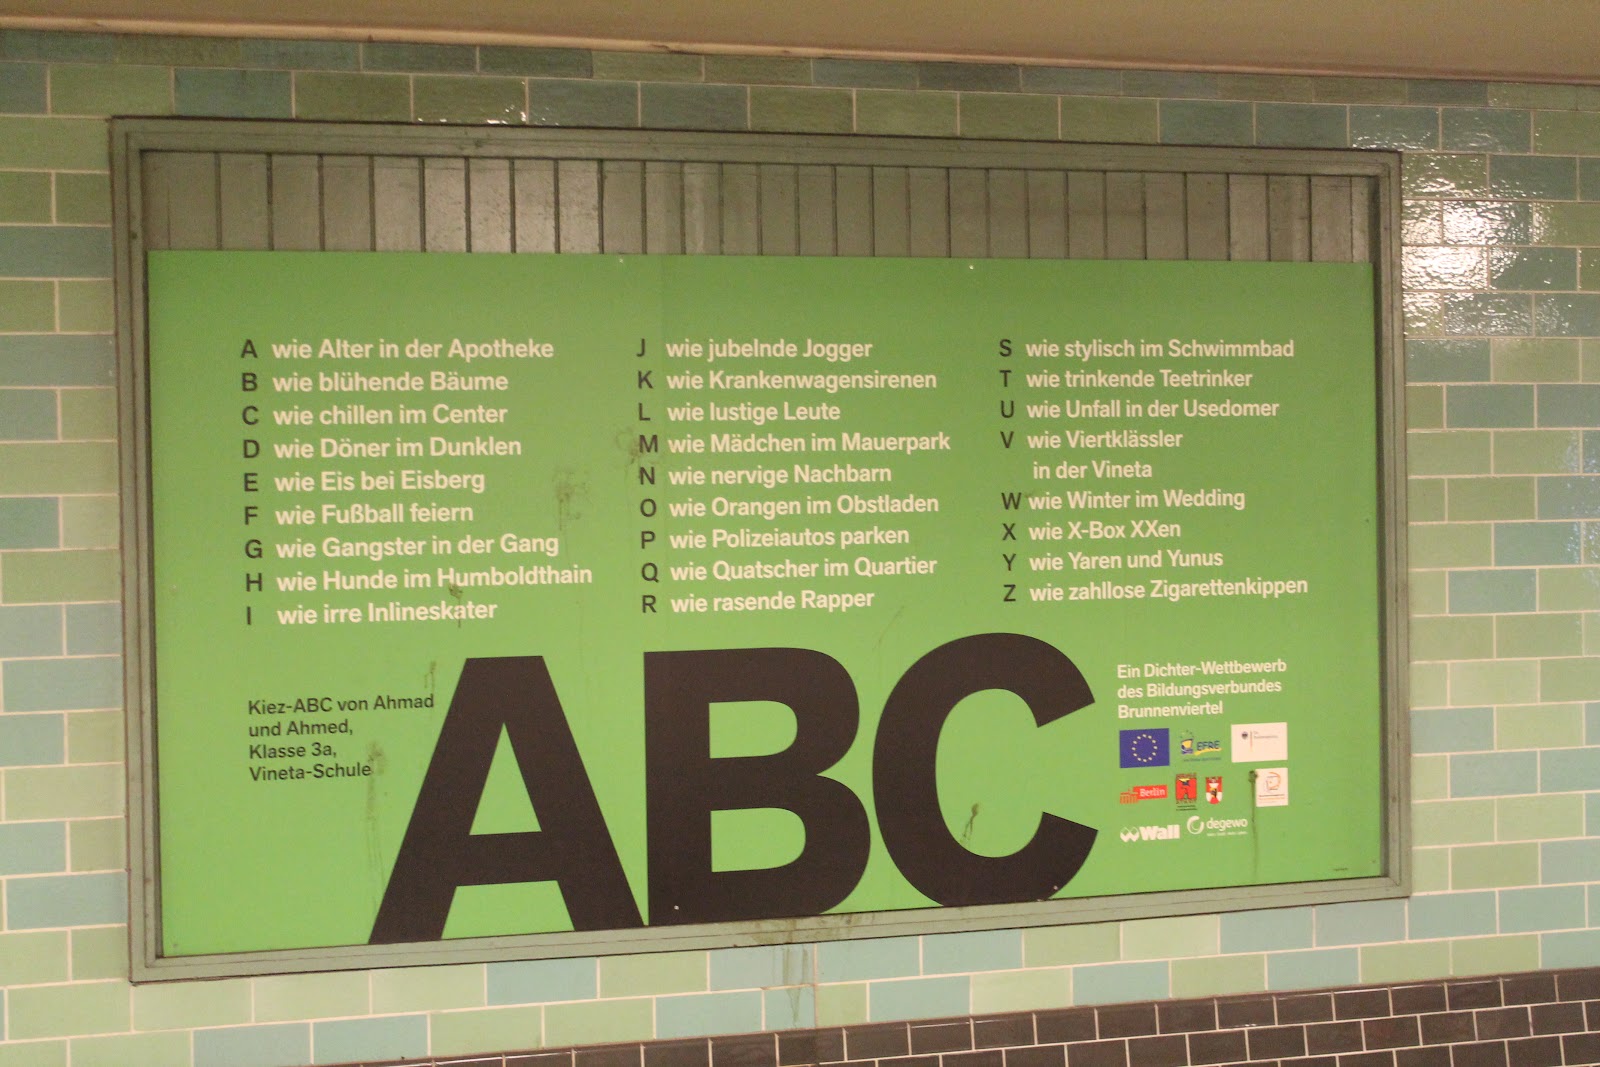 A wie Alter in der Apotheke
B wie blühende Bäume
C wie chillen im Center
D wie Döner im Dunklen
E wie Eis bei Eisberg
F wie Fußball feiern
G wie Gangster in der Gang
H wie Hunde im Humboldthain
I wie irre Inlineskater
J wie jubelnde Jogger
K wie Krankenwagensirenen
L wie lustige Leute
M wie Mädchen im Mauerpark
N wie nervige Nachbarn
O wie Orangen im Obstladen
P wie Polizeiautos parken
Q wie Quatscher im Quartier
R wie rasende Rapper
S wie stylisch im Schwimmbad
T wie trinkende Teetrinker
U wie Unfall in der Usedomer
V wie Viertklässler
in der Vineta
W wie Winter im Wedding
X wie X-Box XXen
Y wie Yaren und Yunus
Z wie zahllose Zigarettenkippen
Kiez-ABC von Ahmad
und Ahmed,
Klasse 3a,
Vineta-Schule
ABC
Ein Dichter-Wettbewerb
des Bildungsverbundes
Brunnenviertel
EFRE
Berlin
Wall
degewo